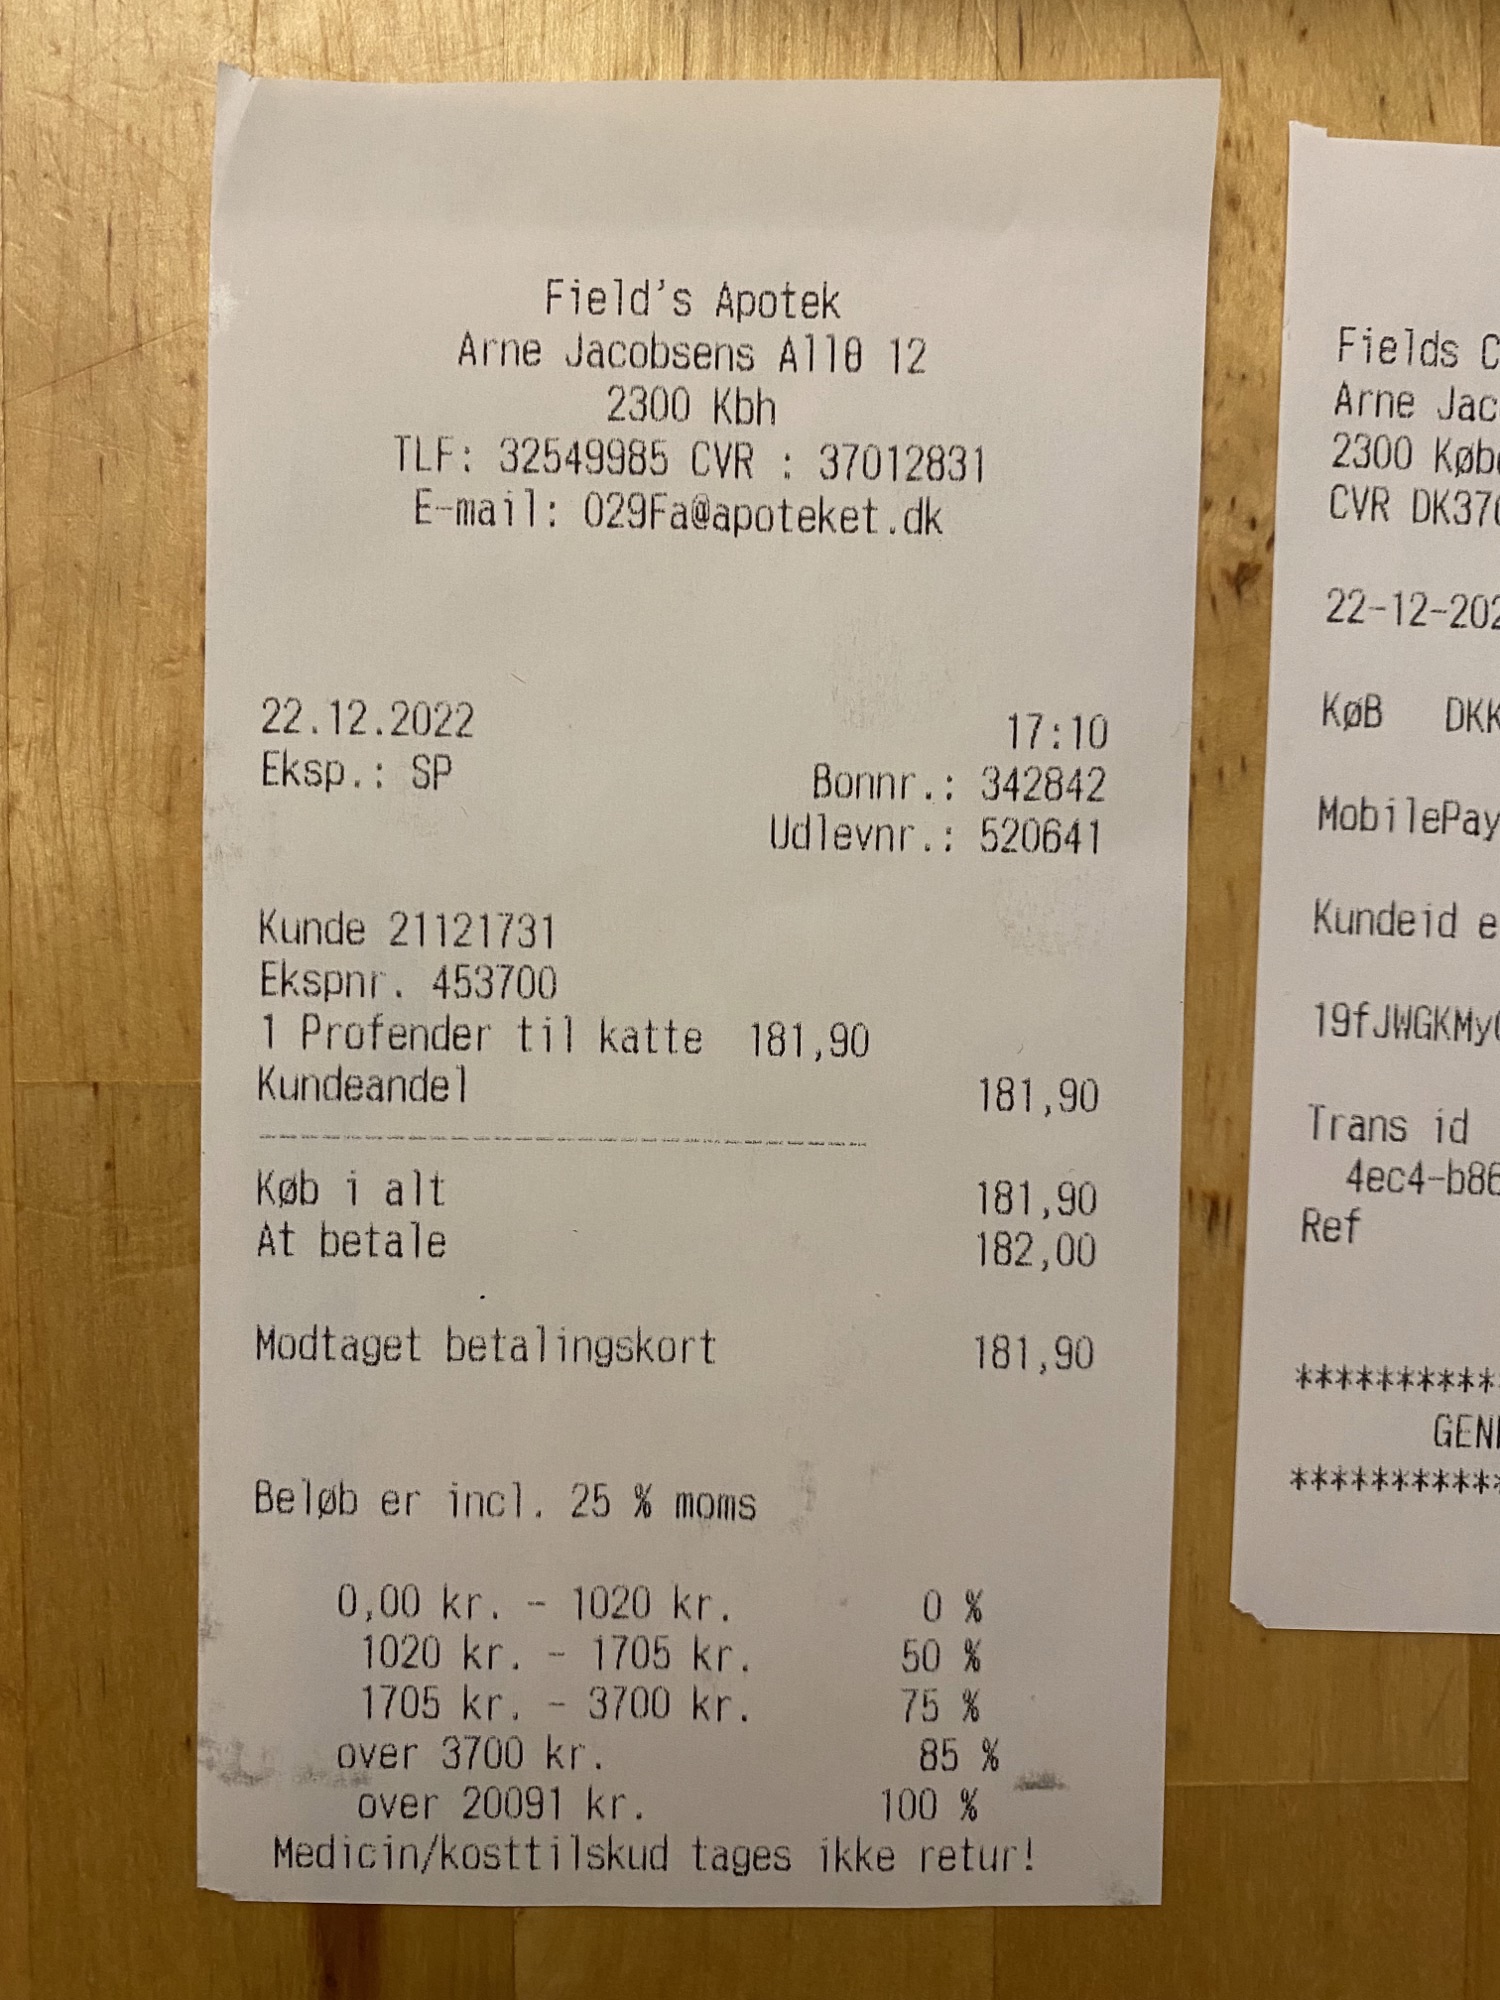 Field's Apotek
Arne Jacobsens All0 12
2300 Kbh
TLF: 32549985 CVR : 37012831
E-mail: 029Fa@apoteket.dk
22.12.2022 17:10
Eksp.: SP Bonnr.: 342842
Udlevnr.: 520641
Kunde 21121731
Ekspnr. 453700
1 Profender til katte 181,90
Kundeandel 181,90
Køb i alt 181,90
At betale 182,00
Modtaget betalingskort 181,90
Beløb er incl. 25 % moms
0,00 kr. - 1020 kr. 0 %
1020 kr. - 1705 kr. 50 %
1705 kr. - 3700 kr. 75 %
over 3700 kr. 85 %
over 20091 kr. 100 %
Medicin/kosttilskud tages ikke retur!
Fields C
Arne Jac
2300 Køb
CVR DK37
22-12-202
KøB DKK
MobilePay
Kundeid e
19fJWGKMy
Trans id
4ec4-b86
Ref
**********
GEN
**********